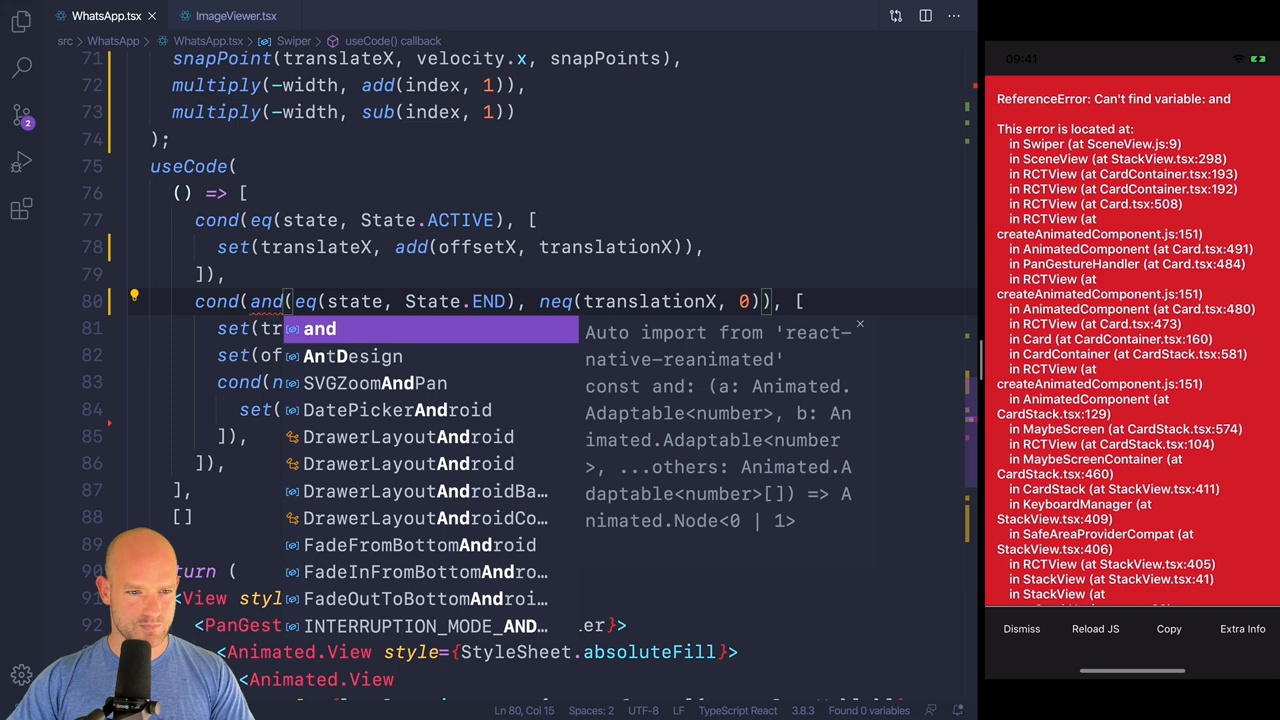 WhatsApp.tsx
ImageViewer.tsx
src > WhatsApp > WhatsApp.tsx > Swiper > useCode() callback
71 snapPoint(translateX, velocity.x, snapPoints),
72 multiply(-width, add(index, 1)),
73 multiply(-width, sub(index, 1))
74 );
75 useCode(
76 () => [
77 cond(eq(state, State.ACTIVE), [
78 set(translateX, add(offsetX, translationX)),
79 ]),
80 cond(and(eq(state, State.END), neq(translationX, 0)), [
81 set(tr
82 set(of
83 cond(n
84 set(
85 ]),
86 ]),
87 ],
88 []
89
90 turn (
91 <View sty
92 <PanGest
er}>
<Animated.View style={StyleSheet.absoluteFill}>
94 <Animated.View
and
AntDesign
SVGZoomAndPan
DatePickerAndroid
DrawerLayoutAndroid
DrawerLayoutAndroid
DrawerLayoutAndroidBa...
DrawerLayoutAndroidCo...
FadeFromBottomAndroid
FadeInFromBottomAndro...
FadeOutToBottomAndroi...
INTERRUPTION_MODE_AND...
Auto import from 'react-
native-reanimated'
const and: (a: Animated.
Adaptable<number>, b: An
imated.Adaptable<number
>, ...others: Animated.A
daptable<number>[]) => A
nimated.Node<0 | 1>
2
Ln 80, Col 15
Spaces: 2
UTF-8
LF
TypeScript React
3.8.3
Found 0 variables
09:41
ReferenceError: Can't find variable: and
This error is located at:
in Swiper (at SceneView.js:9)
in SceneView (at StackView.tsx:298)
in RCTView (at CardContainer.tsx:193)
in RCTView (at CardContainer.tsx:192)
in RCTView (at Card.tsx:508)
in RCTView (at
createAnimatedComponent.js:151)
in AnimatedComponent (at Card.tsx:491)
in PanGestureHandler (at Card.tsx:484)
in RCTView (at
createAnimatedComponent.js:151)
in AnimatedComponent (at Card.tsx:480)
in RCTView (at Card.tsx:473)
in Card (at CardContainer.tsx:160)
in CardContainer (at CardStack.tsx:581)
in RCTView (at
createAnimatedComponent.js:151)
in AnimatedComponent (at
CardStack.tsx:129)
in MaybeScreen (at CardStack.tsx:574)
in RCTView (at CardStack.tsx:104)
in MaybeScreenContainer (at
CardStack.tsx:460)
in CardStack (at StackView.tsx:411)
in KeyboardManager (at
StackView.tsx:409)
in SafeAreaProviderCompat (at
StackView.tsx:406)
in RCTView (at StackView.tsx:405)
in StackView (at StackView.tsx:41)
in StackView (at
Dismiss
Reload JS
Copy
Extra Info